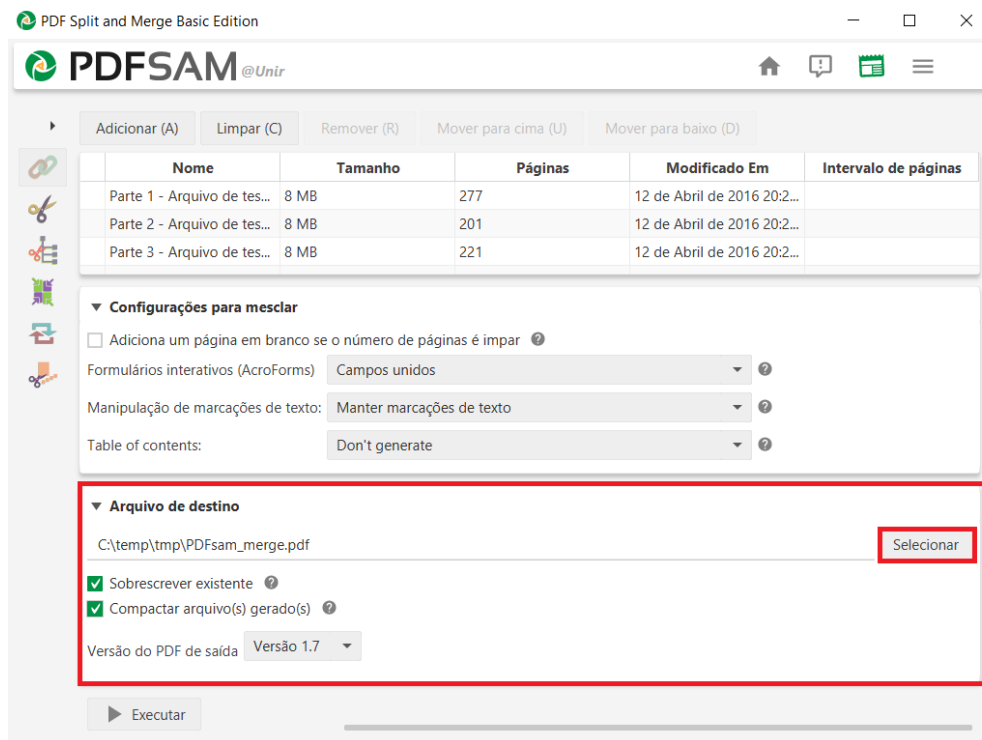 PDF Split and Merge Basic Edition
PDFSAM @Unir
Adicionar (A) Limpar (C) Remover (R) Mover para cima (U) Mover para baixo (D)
Nome Tamanho Páginas Modificado Em Intervalo de páginas
Parte 1 - Arquivo de tes... 8 MB 277 12 de Abril de 2016 20:2...
Parte 2 - Arquivo de tes... 8 MB 201 12 de Abril de 2016 20:2...
Parte 3 - Arquivo de tes... 8 MB 221 12 de Abril de 2016 20:2...
Configurações para mesclar
Adiciona um página em branco se o número de páginas é impar
Formulários interativos (AcroForms) Campos unidos
Manipulação de marcações de texto: Manter marcações de texto
Table of contents: Don't generate
Arquivo de destino
C:\temp\tmp\PDFsam_merge.pdf Selecionar
Sobrescrever existente
Compactar arquivo(s) gerado(s)
Versão do PDF de saída Versão 1.7
Executar